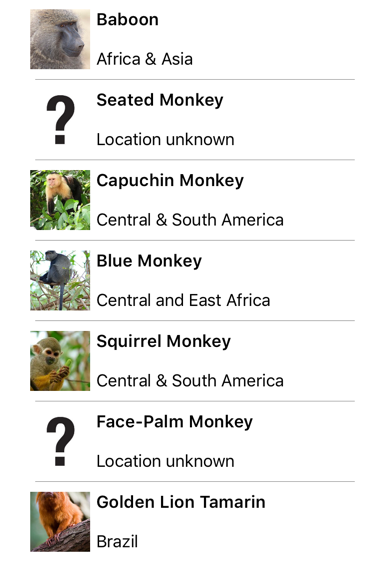 Baboon
Africa & Asia
?
Seated Monkey
Location unknown
Capuchin Monkey
Central & South America
Blue Monkey
Central and East Africa
Squirrel Monkey
Central & South America
?
Face-Palm Monkey
Location unknown
Golden Lion Tamarin
Brazil